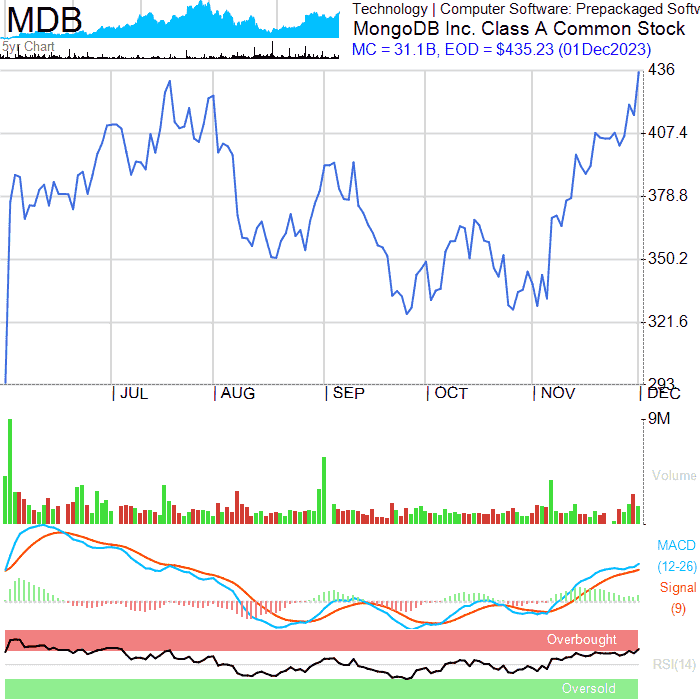 MDB
5yr Chart
Technology | Computer Software: Prepackaged Softw
MongoDB Inc. Class A Common Stock
MC = 31.1B, EOD = $435.23 (01Dec2023)
436
407.4
378.8
350.2
321.6
293
JUL AUG SEP OCT NOV DEC
9M
Volume
MACD
(12-26)
Signal
(9)
Overbought
RSI(14)
Oversold